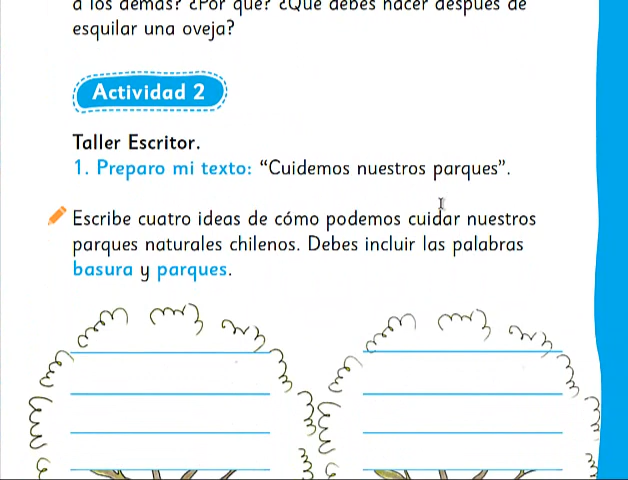 a los demás? ¿Por qué? ¿Qué debes hacer después de
esquilar una oveja?
Actividad 2
Taller Escritor.
1. Preparo mi texto: “Cuidemos nuestros parques”.
Escribe cuatro ideas de cómo podemos cuidar nuestros
parques naturales chilenos. Debes incluir las palabras
basura y parques.